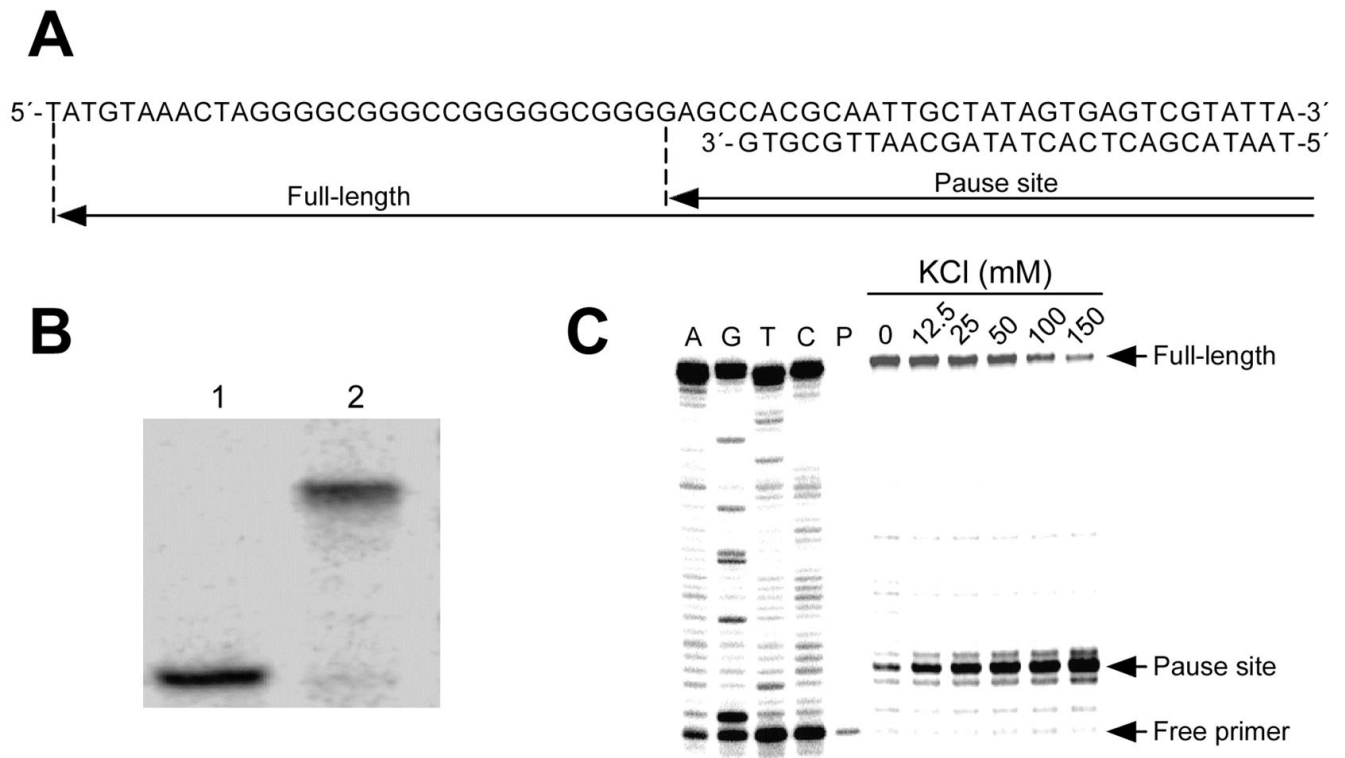 A
5´-TATGTAAACTAGGGGCGGGCCGGGGGCGGGGAGCCACGCAATTGCTATAGTGAGTCGTATTA-3´
3´-GTGCGTTAACGATATCACTCAGCATAAT-5´
Full-length
Pause site
B
1 2
C
KCl (mM)
A G T C P 0 12.5 25 50 100 150
Full-length
Pause site
Free primer